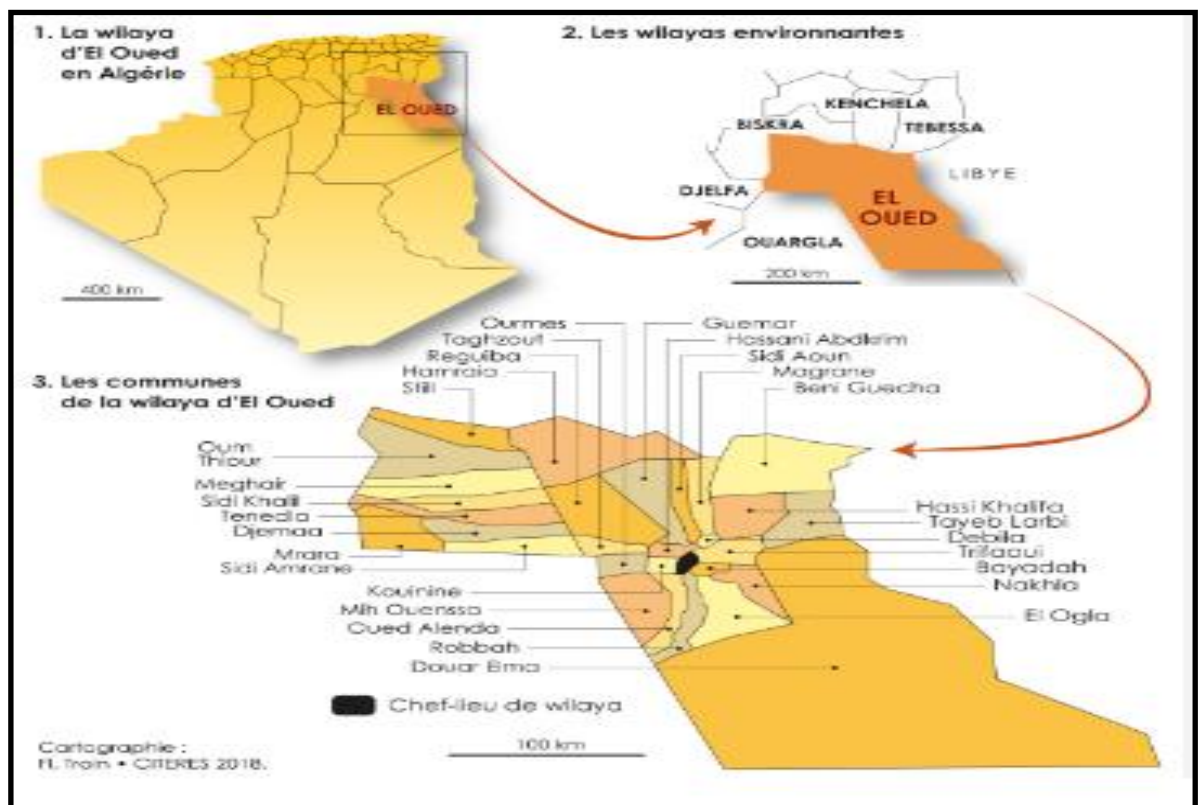 1. La wilaya
d'El Oued
en Algérie
EL OUED
400 km
2. Les wilayas environnantes
KENCHELA
BISKRA
TEBESSA
LIBYE
DJELFA
EL
OUED
OUARGLA
200 km
3. Les communes
de la wilaya d'El Oued
Ourmes
Taghzout
Reguiba
Hamraia
Still
Guemar
Hassani Abdkrim
Sidi Aoun
Magrane
Beni Guecha
Oum
Thiour
Meghair
Sidi Khalil
Tenedla
Djemaa
Mrara
Sidi Amrane
Hassi Khalifa
Tayeb Larbi
Debila
Trifaoui
Bayadah
Nakhla
El Ogla
Kouinine
Mih Ouenssa
Oued Alenda
Robbah
Douar Elma
Chef-lieu de wilaya
100 km
Cartographie :
Fl. Troin • CITERES 2018.